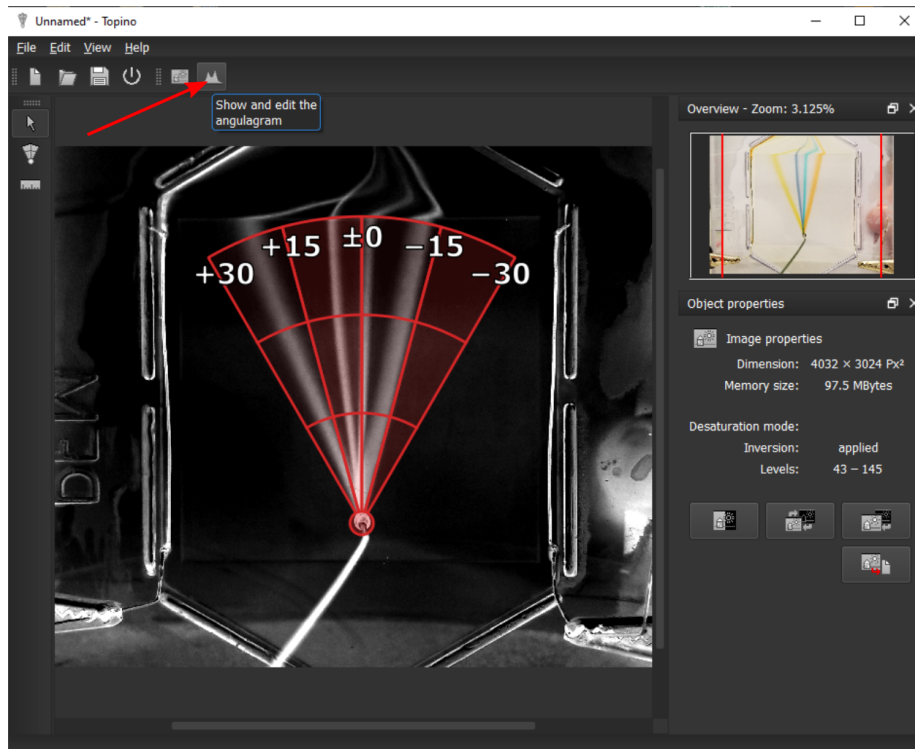 Unnamed* - Topino
File Edit View Help
Show and edit the
angulagram
Overview - Zoom: 3.125%
+30
+15
±0
−15
−30
Object properties
Image properties
Dimension: 4032 × 3024 Px²
Memory size: 97.5 MBytes
Desaturation mode:
Inversion: applied
Levels: 43 – 145